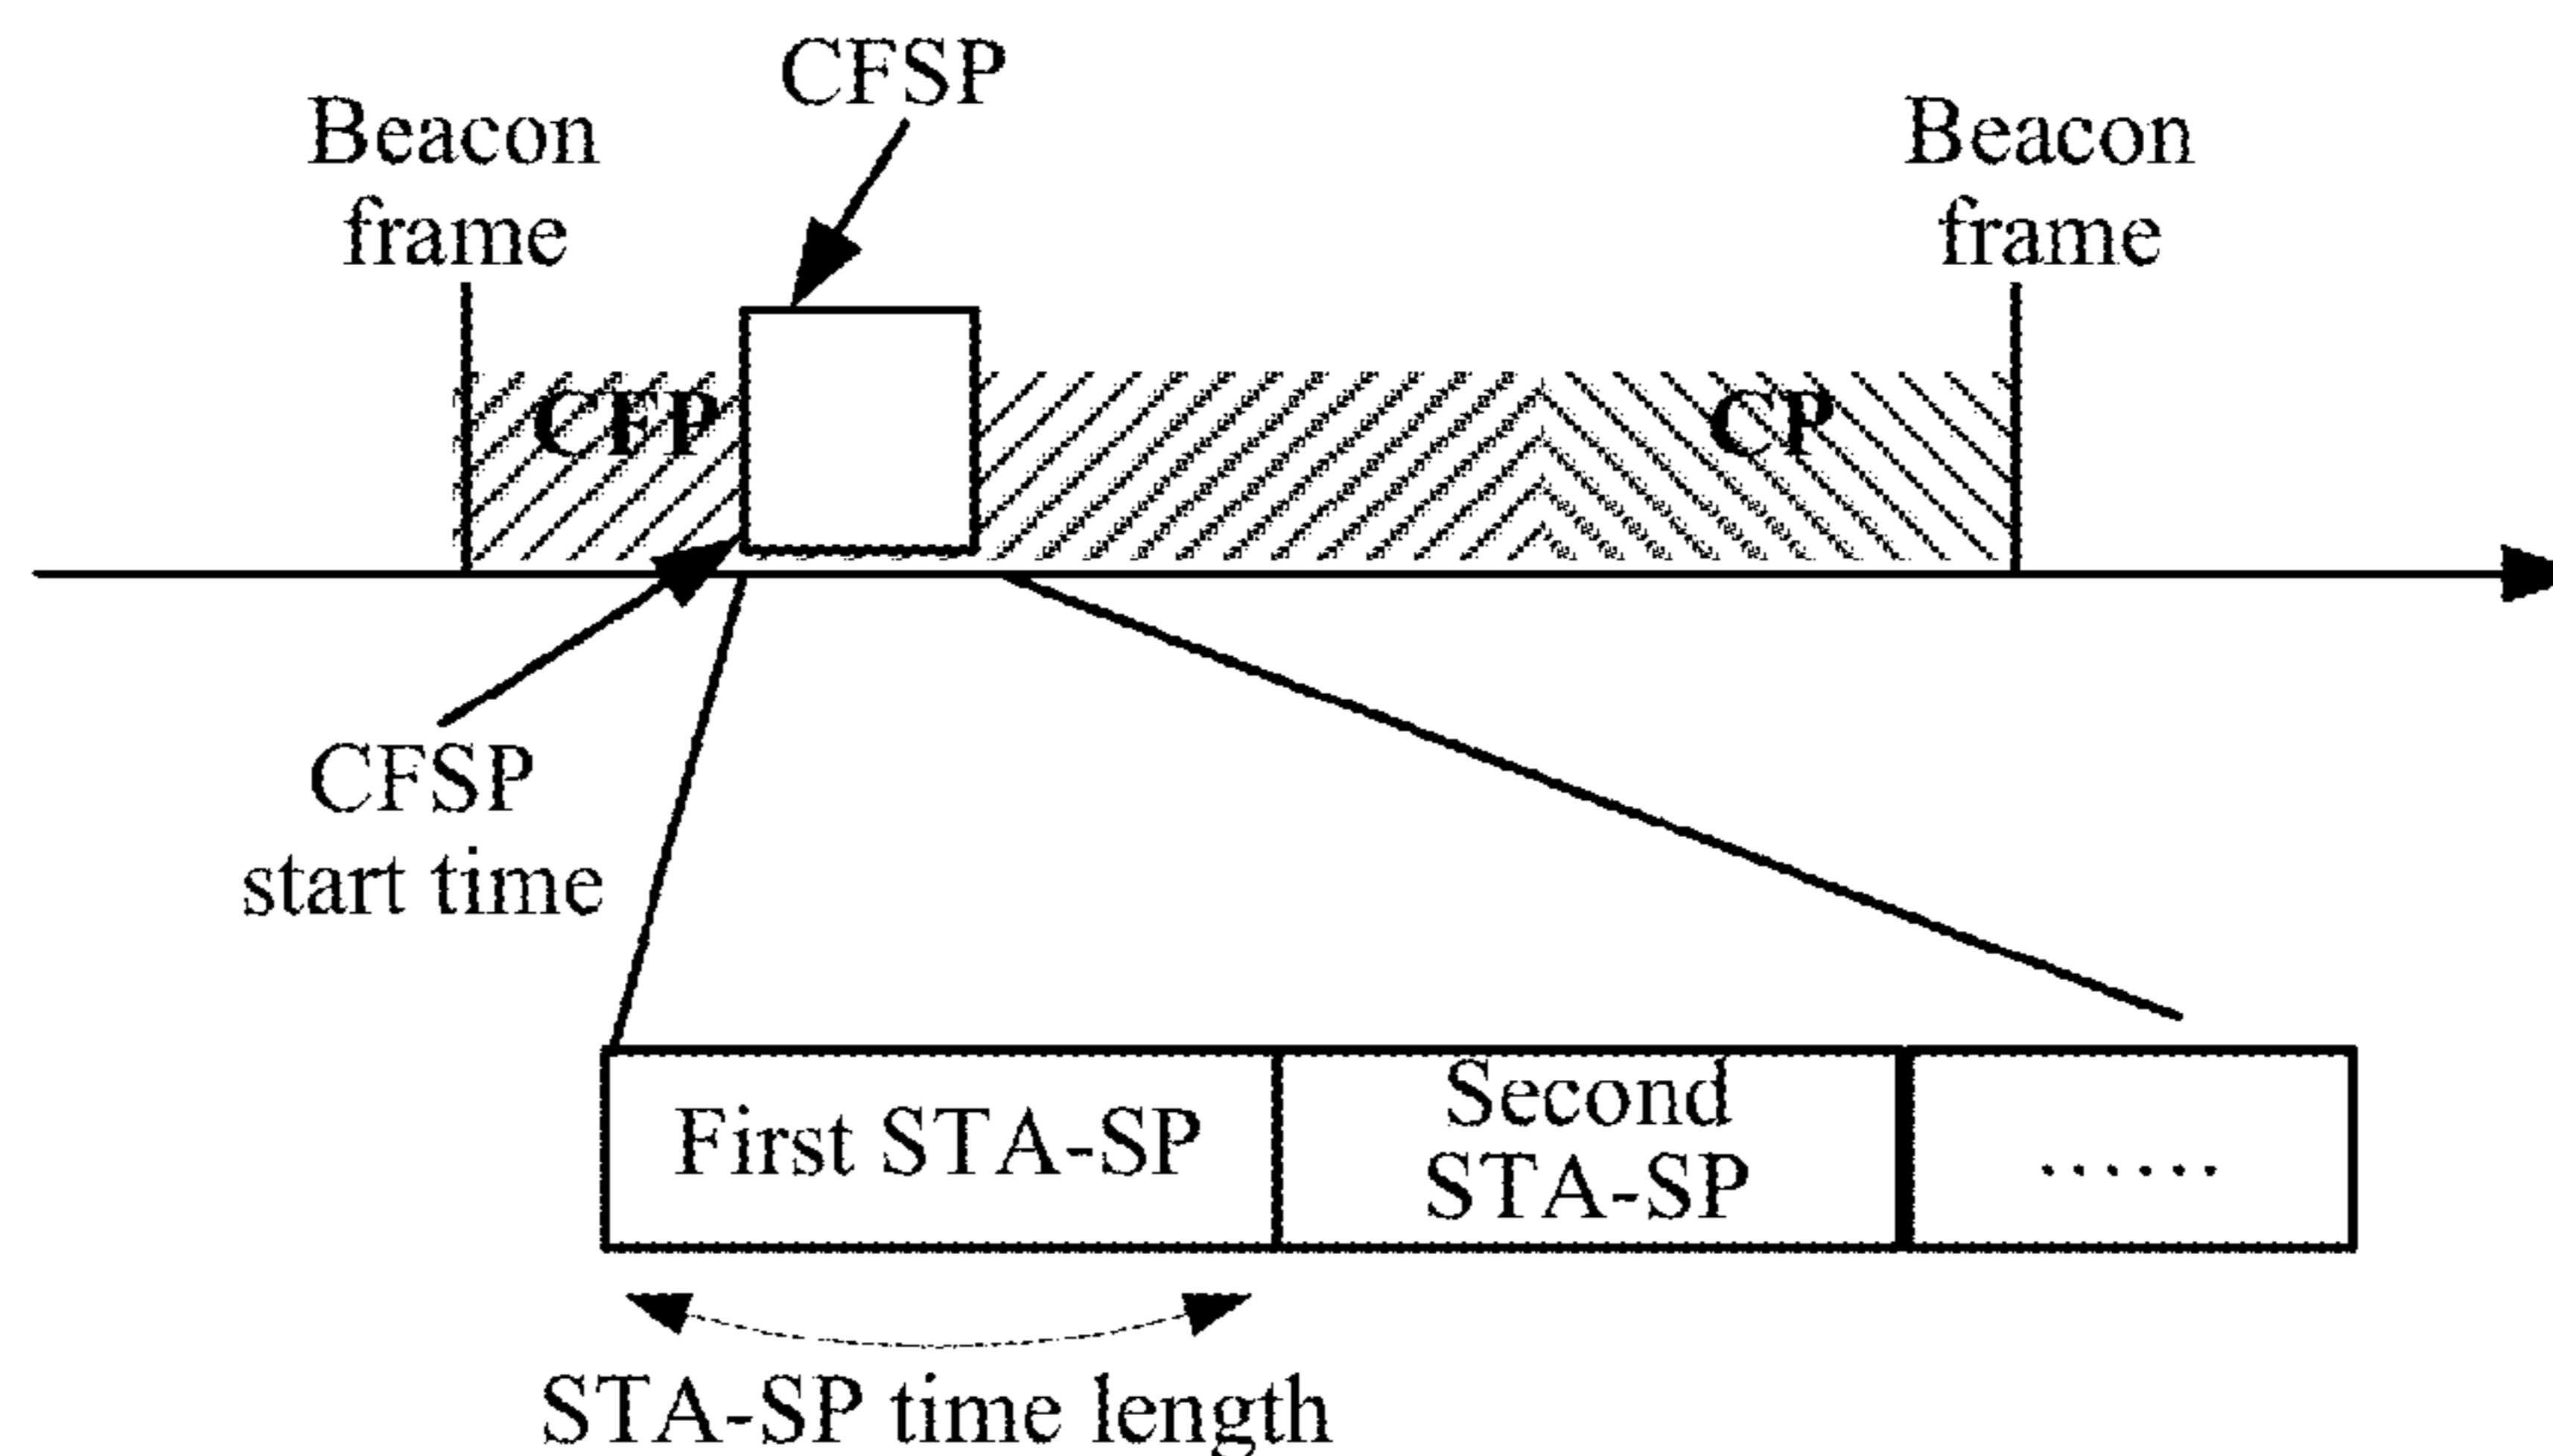 CFSP
Beacon
frame
Beacon
frame
CFP
CP
CFSP
start time
First STA-SP
Second
STA-SP
......
STA-SP time length